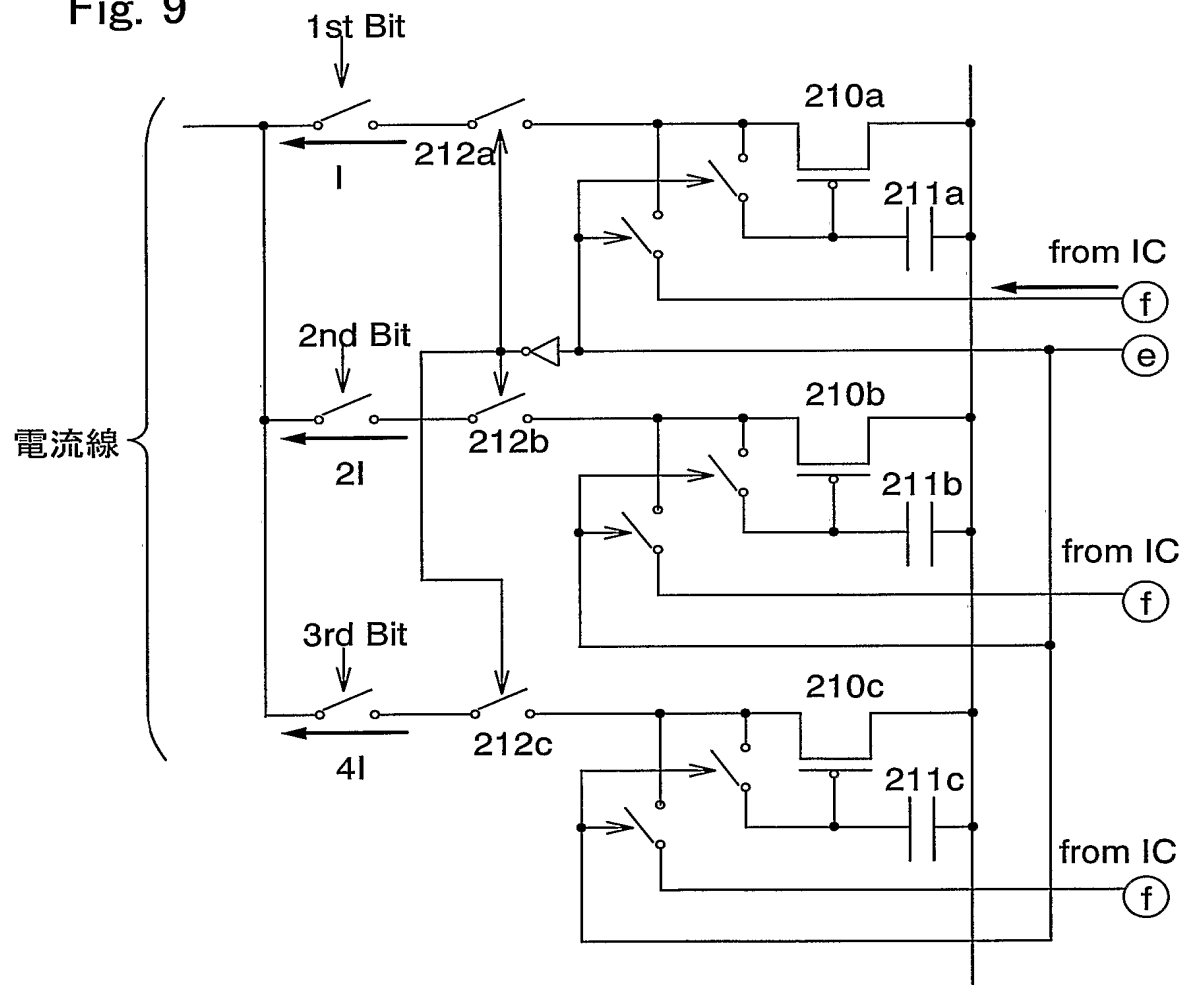 Fig. 9
1st Bit
210a
212a
I
211a
from IC
f
2nd Bit
e
210b
電流線
212b
2I
211b
from IC
f
3rd Bit
210c
212c
4I
211c
from IC
f